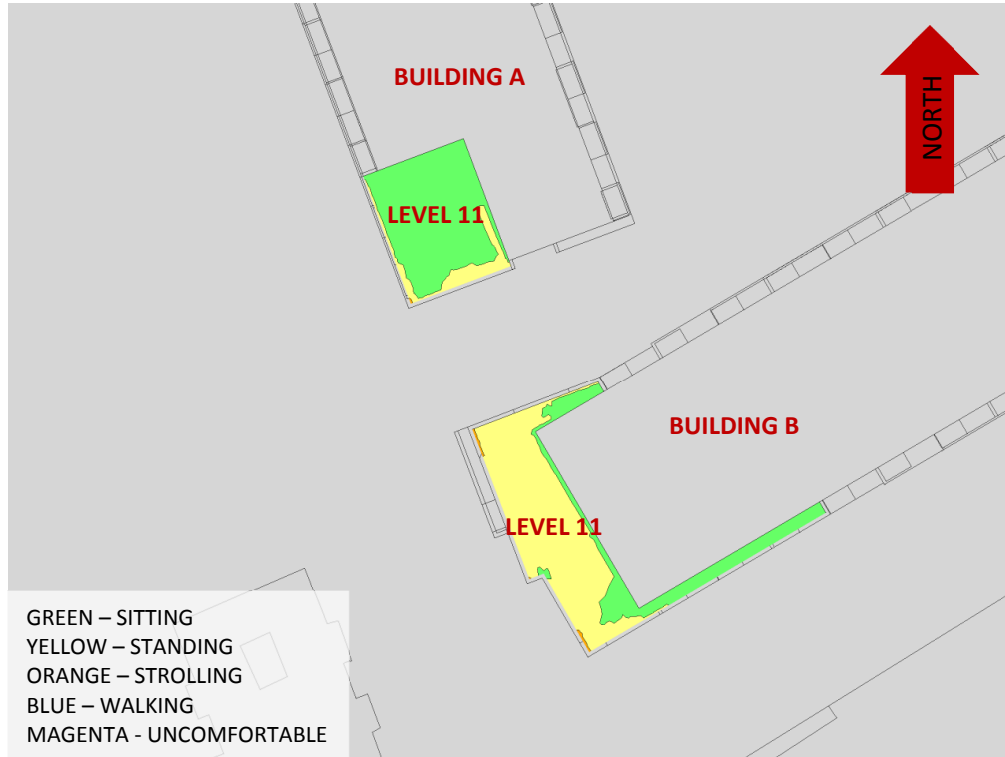 BUILDING A
NORTH
LEVEL 11
BUILDING B
LEVEL 11
GREEN – SITTING
YELLOW – STANDING
ORANGE – STROLLING
BLUE – WALKING
MAGENTA - UNCOMFORTABLE